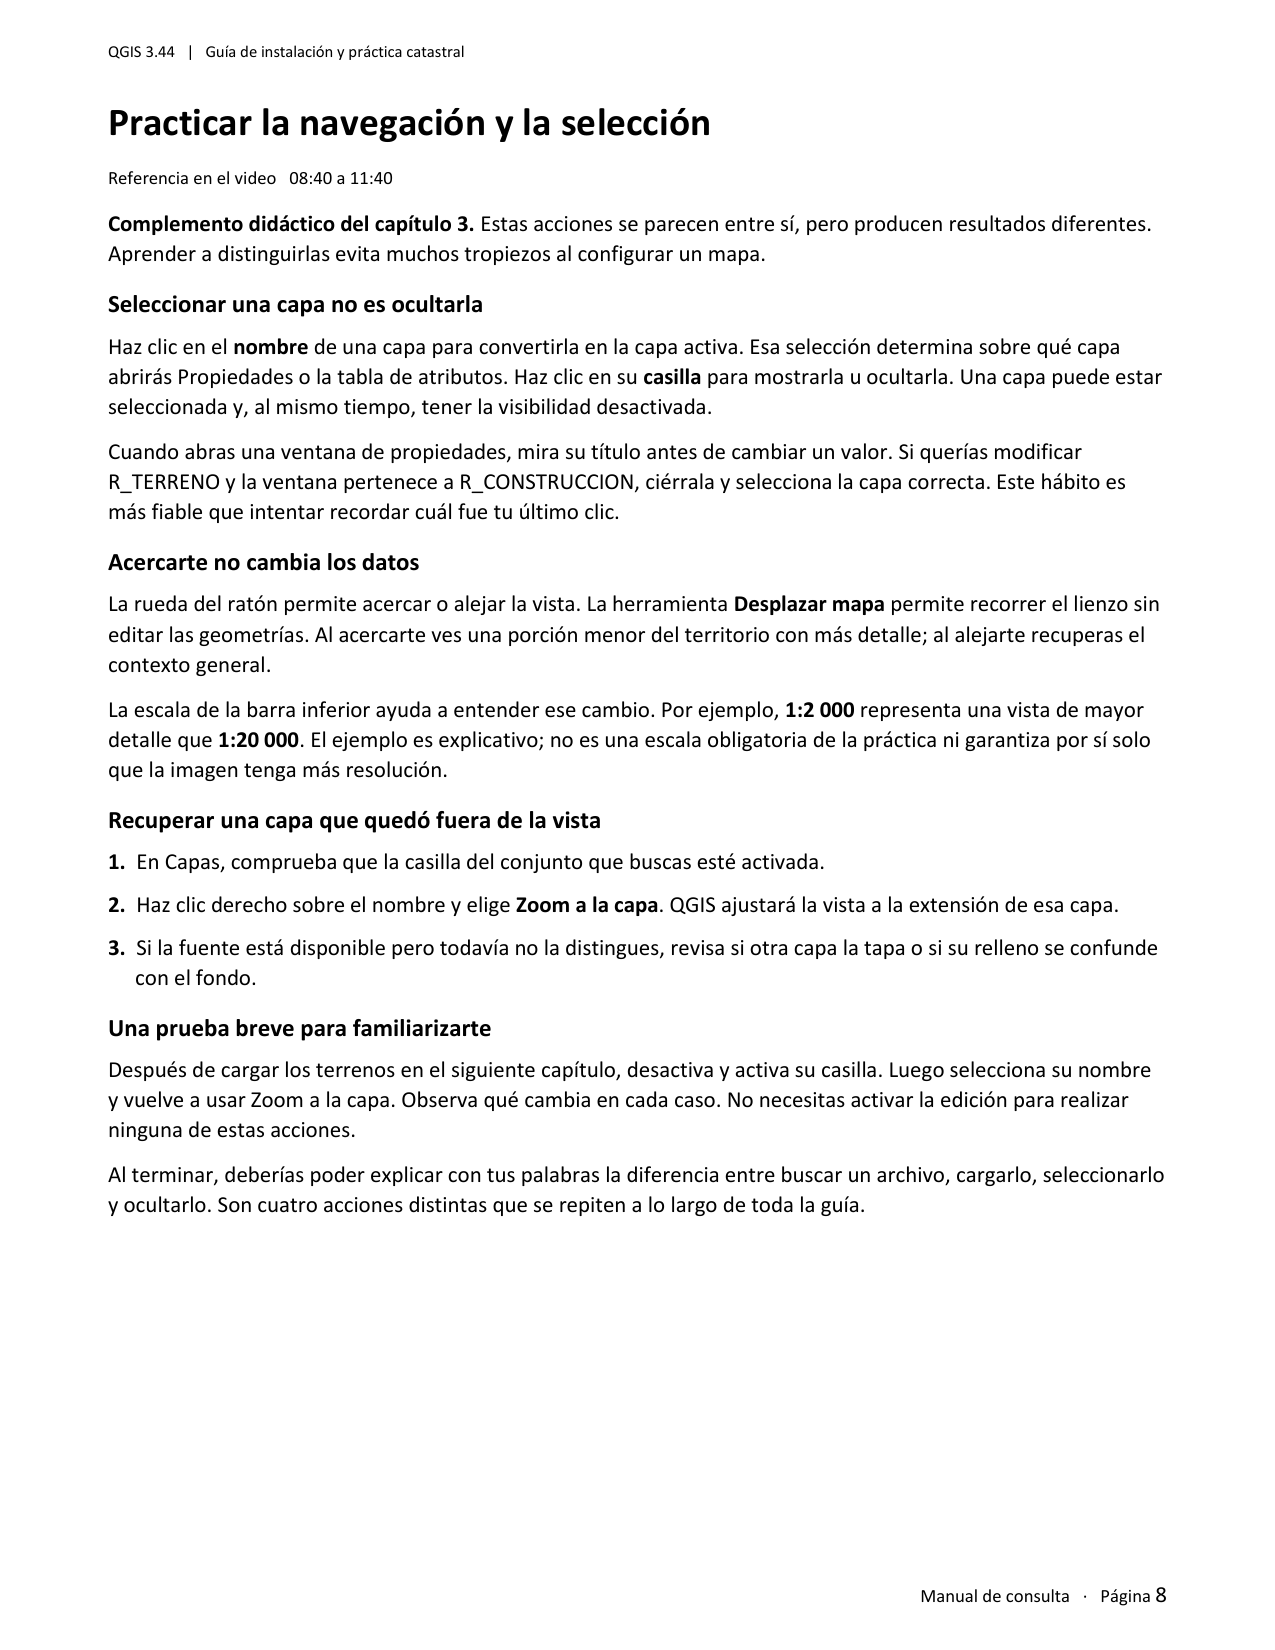 QGIS 3.44 | Guía de instalación y práctica catastral
Practicar la navegación y la selección
Referencia en el video 08:40 a 11:40
Complemento didáctico del capítulo 3. Estas acciones se parecen entre sí, pero producen resultados diferentes.
Aprender a distinguirlas evita muchos tropiezos al configurar un mapa.
Seleccionar una capa no es ocultarla
Haz clic en el nombre de una capa para convertirla en la capa activa. Esa selección determina sobre qué capa
abrirás Propiedades o la tabla de atributos. Haz clic en su casilla para mostrarla u ocultarla. Una capa puede estar
seleccionada y, al mismo tiempo, tener la visibilidad desactivada.
Cuando abras una ventana de propiedades, mira su título antes de cambiar un valor. Si querías modificar
R_TERRENO y la ventana pertenece a R_CONSTRUCCION, ciérrala y selecciona la capa correcta. Este hábito es
más fiable que intentar recordar cuál fue tu último clic.
Acercarte no cambia los datos
La rueda del ratón permite acercar o alejar la vista. La herramienta Desplazar mapa permite recorrer el lienzo sin
editar las geometrías. Al acercarte ves una porción menor del territorio con más detalle; al alejarte recuperas el
contexto general.
La escala de la barra inferior ayuda a entender ese cambio. Por ejemplo, 1:2 000 representa una vista de mayor
detalle que 1:20 000. El ejemplo es explicativo; no es una escala obligatoria de la práctica ni garantiza por sí solo
que la imagen tenga más resolución.
Recuperar una capa que quedó fuera de la vista
1. En Capas, comprueba que la casilla del conjunto que buscas esté activada.
2. Haz clic derecho sobre el nombre y elige Zoom a la capa. QGIS ajustará la vista a la extensión de esa capa.
3. Si la fuente está disponible pero todavía no la distingues, revisa si otra capa la tapa o si su relleno se confunde
con el fondo.
Una prueba breve para familiarizarte
Después de cargar los terrenos en el siguiente capítulo, desactiva y activa su casilla. Luego selecciona su nombre
y vuelve a usar Zoom a la capa. Observa qué cambia en cada caso. No necesitas activar la edición para realizar
ninguna de estas acciones.
Al terminar, deberías poder explicar con tus palabras la diferencia entre buscar un archivo, cargarlo, seleccionarlo
y ocultarlo. Son cuatro acciones distintas que se repiten a lo largo de toda la guía.
Manual de consulta · Página 8